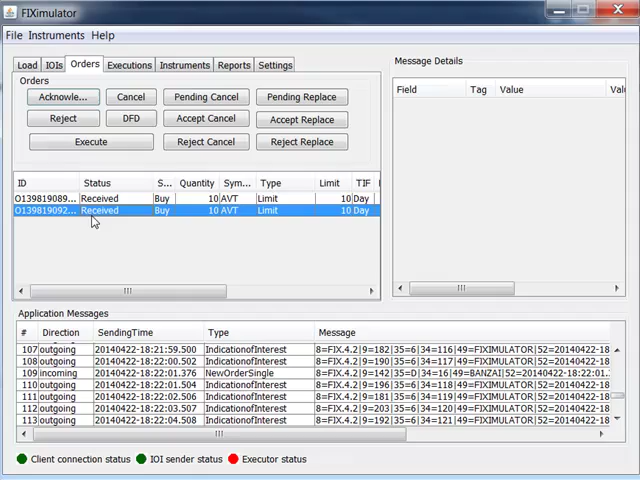 FIXimulator
File Instruments Help
Load IOIs Orders Executions Instruments Reports Settings
Orders
Acknowle... Cancel Pending Cancel Pending Replace
Reject DFD Accept Cancel Accept Replace
Execute Reject Cancel Reject Replace
ID Status S... Quantity Sym... Type Limit TIF
O139819089... Received Buy 10 AVT Limit 10 Day
O139819092... Received Buy 10 AVT Limit 10 Day
Message Details
Field Tag Value Valu
Application Messages
# Direction SendingTime Type Message
107 outgoing 20140422-18:21:59.500 IndicationofInterest 8=FIX.4.2|9=182|35=6|34=116|49=FIXIMULATOR|52=20140422-18
108 outgoing 20140422-18:22:00.502 IndicationofInterest 8=FIX.4.2|9=190|35=6|34=117|49=FIXIMULATOR|52=20140422-18
109 incoming 20140422-18:22:01.376 NewOrderSingle 8=FIX.4.2|9=142|35=D|34=16|49=BANZAI|52=20140422-18:22:01.3
110 outgoing 20140422-18:22:01.504 IndicationofInterest 8=FIX.4.2|9=196|35=6|34=118|49=FIXIMULATOR|52=20140422-18
111 outgoing 20140422-18:22:02.506 IndicationofInterest 8=FIX.4.2|9=181|35=6|34=119|49=FIXIMULATOR|52=20140422-18
112 outgoing 20140422-18:22:03.507 IndicationofInterest 8=FIX.4.2|9=203|35=6|34=120|49=FIXIMULATOR|52=20140422-18
113 outgoing 20140422-18:22:04.508 IndicationofInterest 8=FIX.4.2|9=192|35=6|34=121|49=FIXIMULATOR|52=20140422-18
Client connection status IOI sender status Executor status